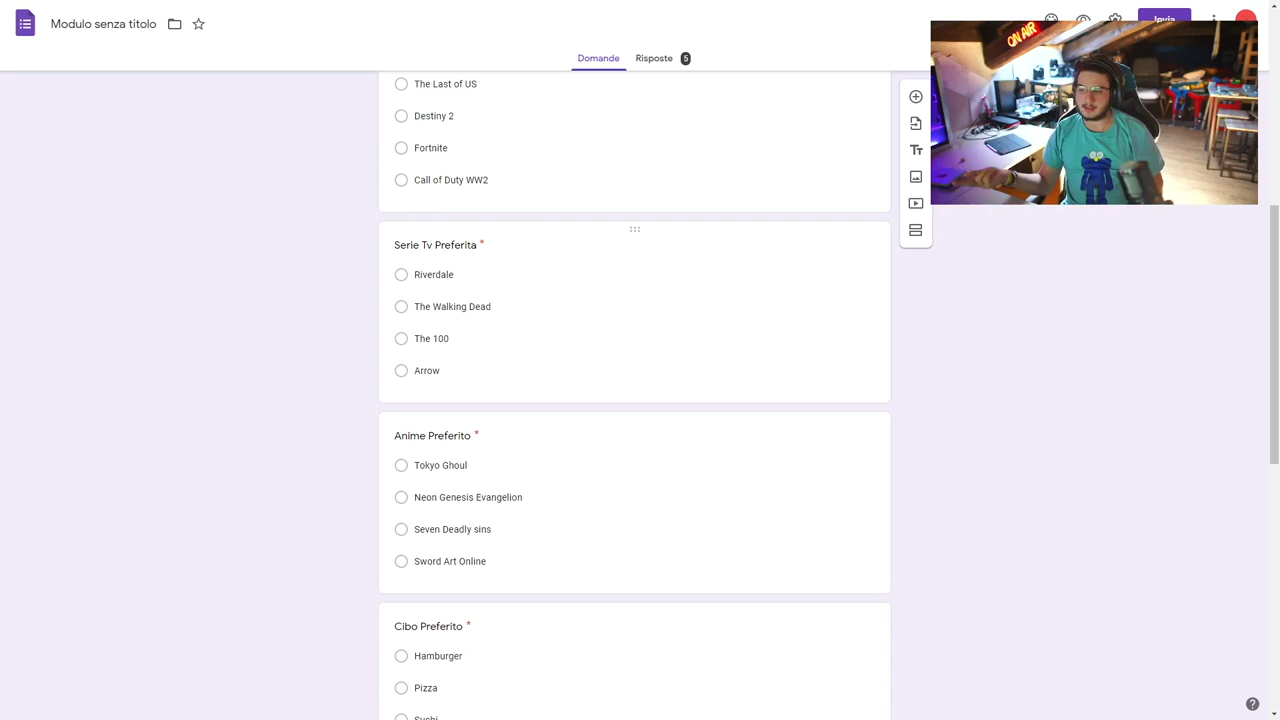 Modulo senza titolo
Invia
ON AIR
Domande
Risposte 5
The Last of US
Destiny 2
Fortnite
Call of Duty WW2
Tt
Serie Tv Preferita *
Riverdale
The Walking Dead
The 100
Arrow
Anime Preferito *
Tokyo Ghoul
Neon Genesis Evangelion
Seven Deadly sins
Sword Art Online
Cibo Preferito *
Hamburger
Pizza
Sushi